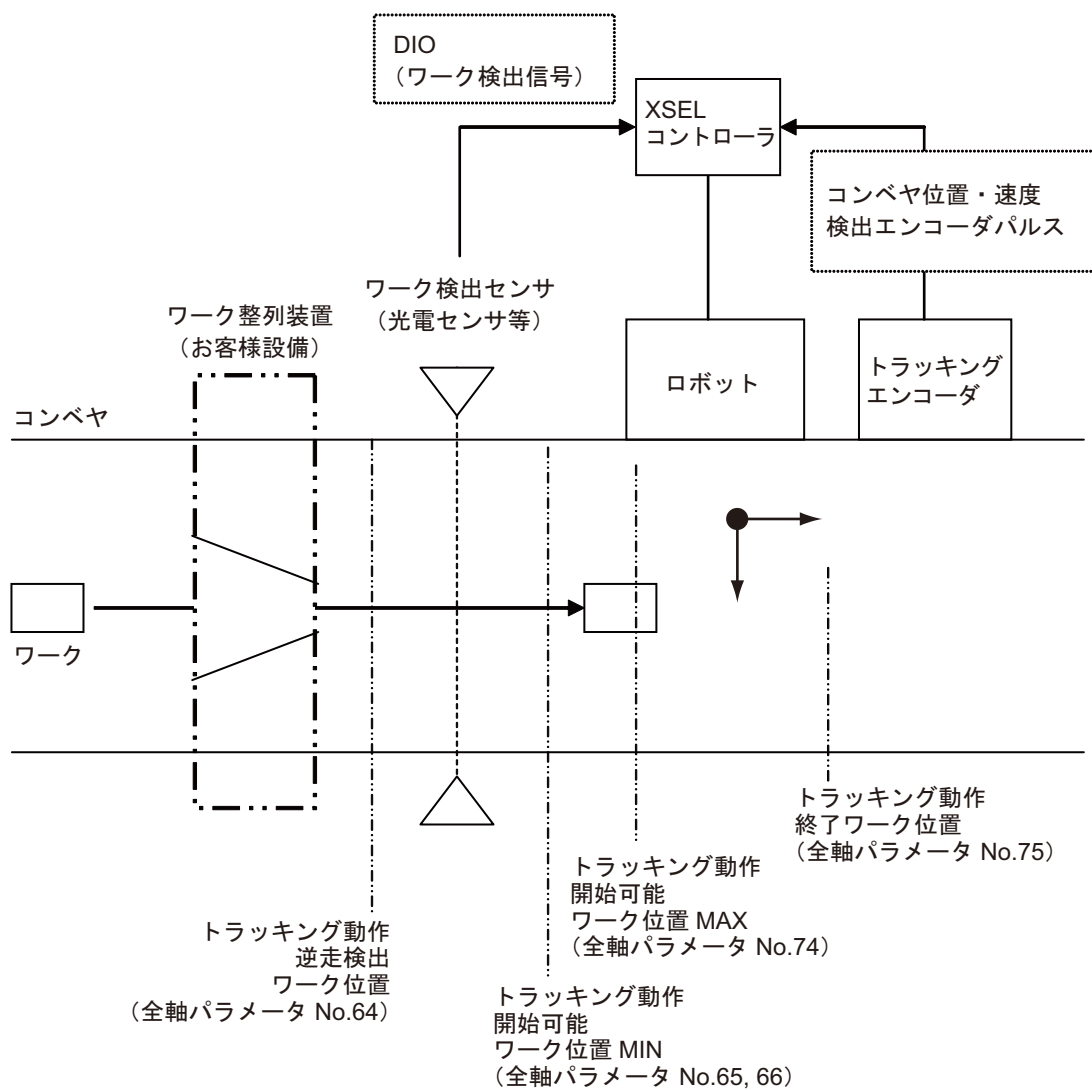 DIO
（ワーク検出信号）
XSEL
コントローラ
コンベヤ位置・速度
検出エンコーダパルス
ワーク検出センサ
（光電センサ等）
ワーク整列装置
（お客様設備）
ロボット
トラッキング
エンコーダ
コンベヤ
ワーク
トラッキング動作
終了ワーク位置
（全軸パラメータ No.75）
トラッキング動作
開始可能
ワーク位置 MAX
（全軸パラメータ No.74）
トラッキング動作
逆走検出
ワーク位置
（全軸パラメータ No.64）
トラッキング動作
開始可能
ワーク位置 MIN
（全軸パラメータ No.65, 66）